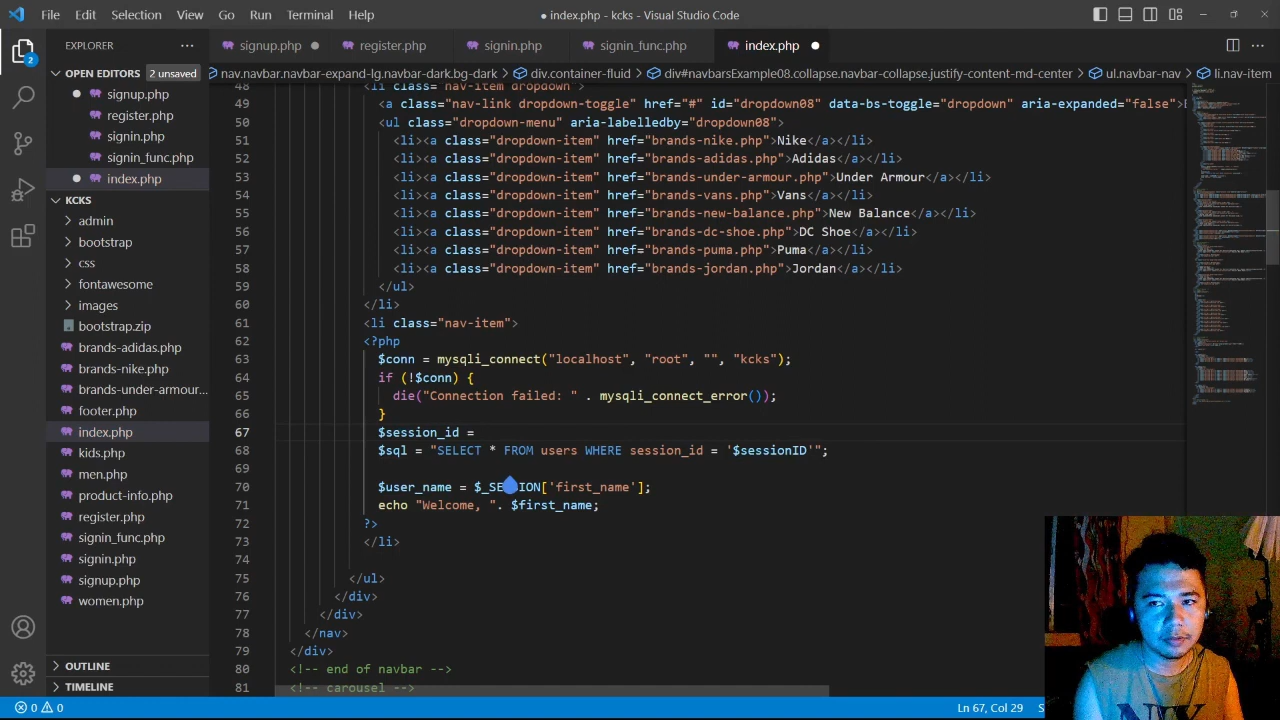 File Edit Selection View Go Run Terminal Help
● index.php - kcks - Visual Studio Code
EXPLORER ...
signup.php ● register.php signin.php signin_func.php index.php ●
OPEN EDITORS 2 unsaved
nav.navbar.navbar-expand-lg.navbar-dark.bg-dark > div.container-fluid > div#navbarsExample08.collapse.navbar-collapse.justify-content-md-center > ul.navbar-nav > li.nav-item
2
● signup.php
register.php
signin.php
signin_func.php
● index.php
KCKS
admin
bootstrap
css
fontawesome
images
bootstrap.zip
brands-adidas.php
brands-nike.php
brands-under-armour...
footer.php
index.php
kids.php
men.php
product-info.php
register.php
signin_func.php
signin.php
signup.php
women.php
OUTLINE
TIMELINE
48 <li class="nav-item dropdown">
49 <a class="nav-link dropdown-toggle" href="#" id="dropdown08" data-bs-toggle="dropdown" aria-expanded="false">
50 <ul class="dropdown-menu" aria-labelledby="dropdown08">
51 <li><a class="dropdown-item" href="brands-nike.php">Nike</a></li>
52 <li><a class="dropdown-item" href="brands-adidas.php">Adidas</a></li>
53 <li><a class="dropdown-item" href="brands-under-armour.php">Under Armour</a></li>
54 <li><a class="dropdown-item" href="brands-vans.php">Vans</a></li>
55 <li><a class="dropdown-item" href="brands-new-balance.php">New Balance</a></li>
56 <li><a class="dropdown-item" href="brands-dc-shoe.php">DC Shoe</a></li>
57 <li><a class="dropdown-item" href="brands-puma.php">Puma</a></li>
58 <li><a class="dropdown-item" href="brands-jordan.php">Jordan</a></li>
59 </ul>
60 </li>
61 <li class="nav-item">
62 <?php
63 $conn = mysqli_connect("localhost", "root", "", "kcks");
64 if (!$conn) {
65 die("Connection failed: " . mysqli_connect_error());
66 }
67 $session_id =
68 $sql = "SELECT * FROM users WHERE session_id = '$sessionID'";
69
70 $user_name = $_SESSION['first_name'];
71 echo "Welcome, ". $first_name;
72 ?>
73 </li>
74
75 </ul>
76 </div>
77 </div>
78 </nav>
79 </div>
80 <!-- end of navbar -->
81 <!-- carousel -->
0 0
Ln 67, Col 29